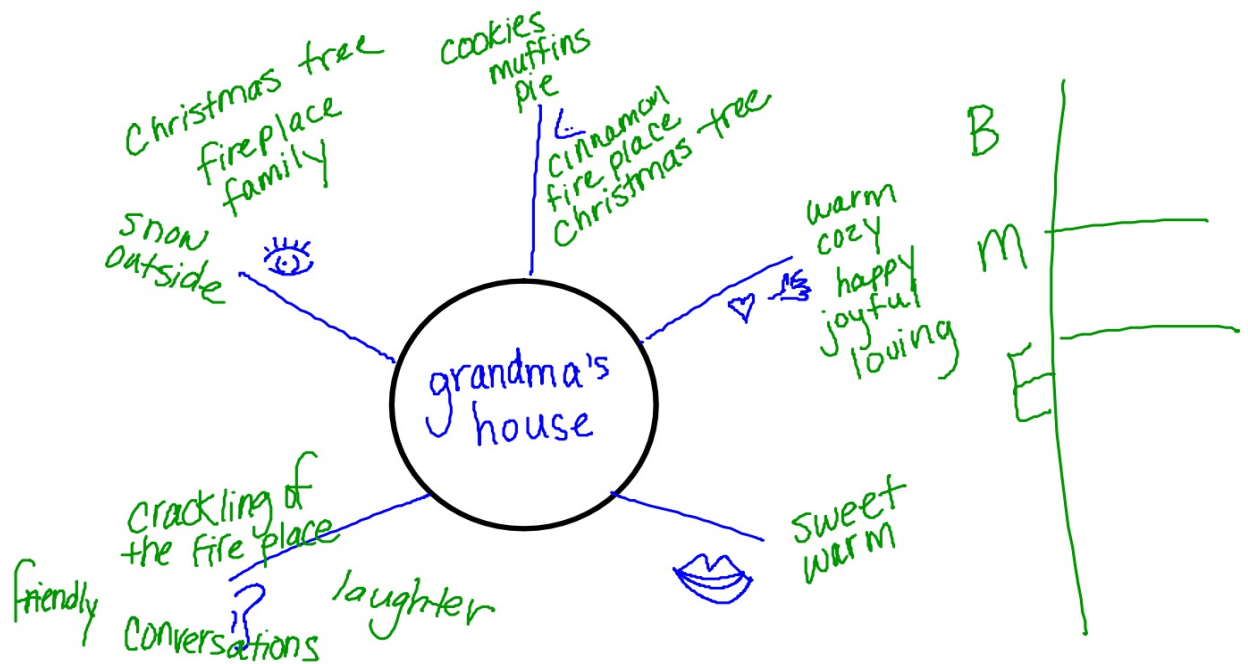 Christmas tree
fireplace
family
snow
outside
cookies
muffins
pie
cinnamon
fire place
christmas tree
warm
cozy
happy
joyful
loving
grandma's
house
crackling of
the fire place
friendly
conversations
laughter
sweet
warm
B
M
E